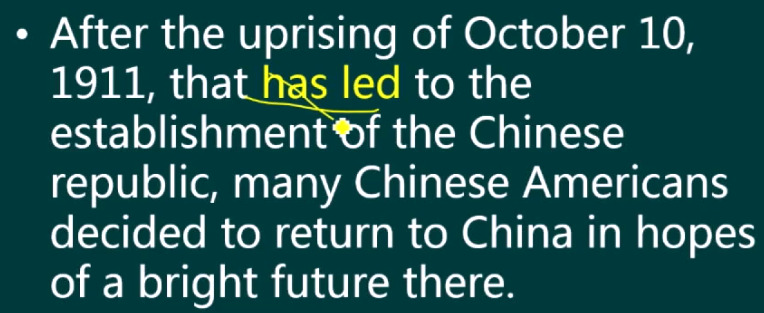 • After the uprising of October 10,
1911, that has led to the
establishment of the Chinese
republic, many Chinese Americans
decided to return to China in hopes
of a bright future there.